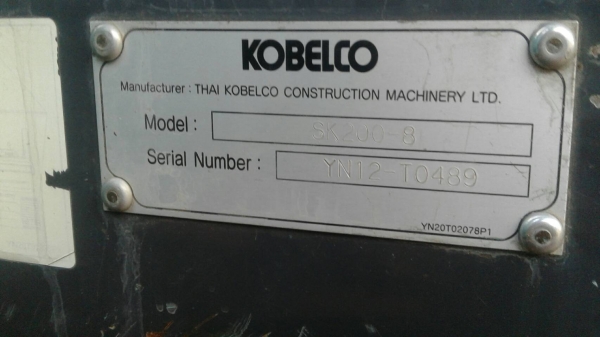 KOBELCO
Manufacturer : THAI KOBELCO CONSTRUCTION MACHINERY LTD.
Model : SK200-8
Serial Number : YN12-T0489
YN20T02078P1